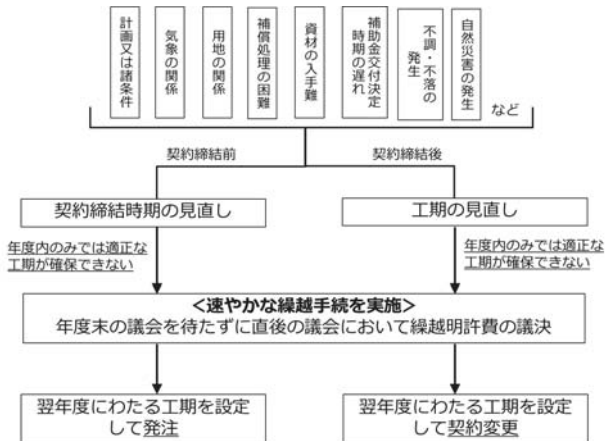 計画又は諸条件
気象の関係
用地の関係
補償処理の困難
資材の入手難
補助金交付決定
時期の遅れ
不調・不落の
発生
自然災害の発生
など
契約締結前
契約締結後
契約締結時期の見直し
工期の見直し
年度内のみでは適正な
工期が確保できない
年度内のみでは適正な
工期が確保できない
<速やかな繰越手続を実施>
年度末の議会を待たずに直後の議会において繰越明許費の議決
翌年度にわたる工期を設定
して発注
翌年度にわたる工期を設定
して契約変更